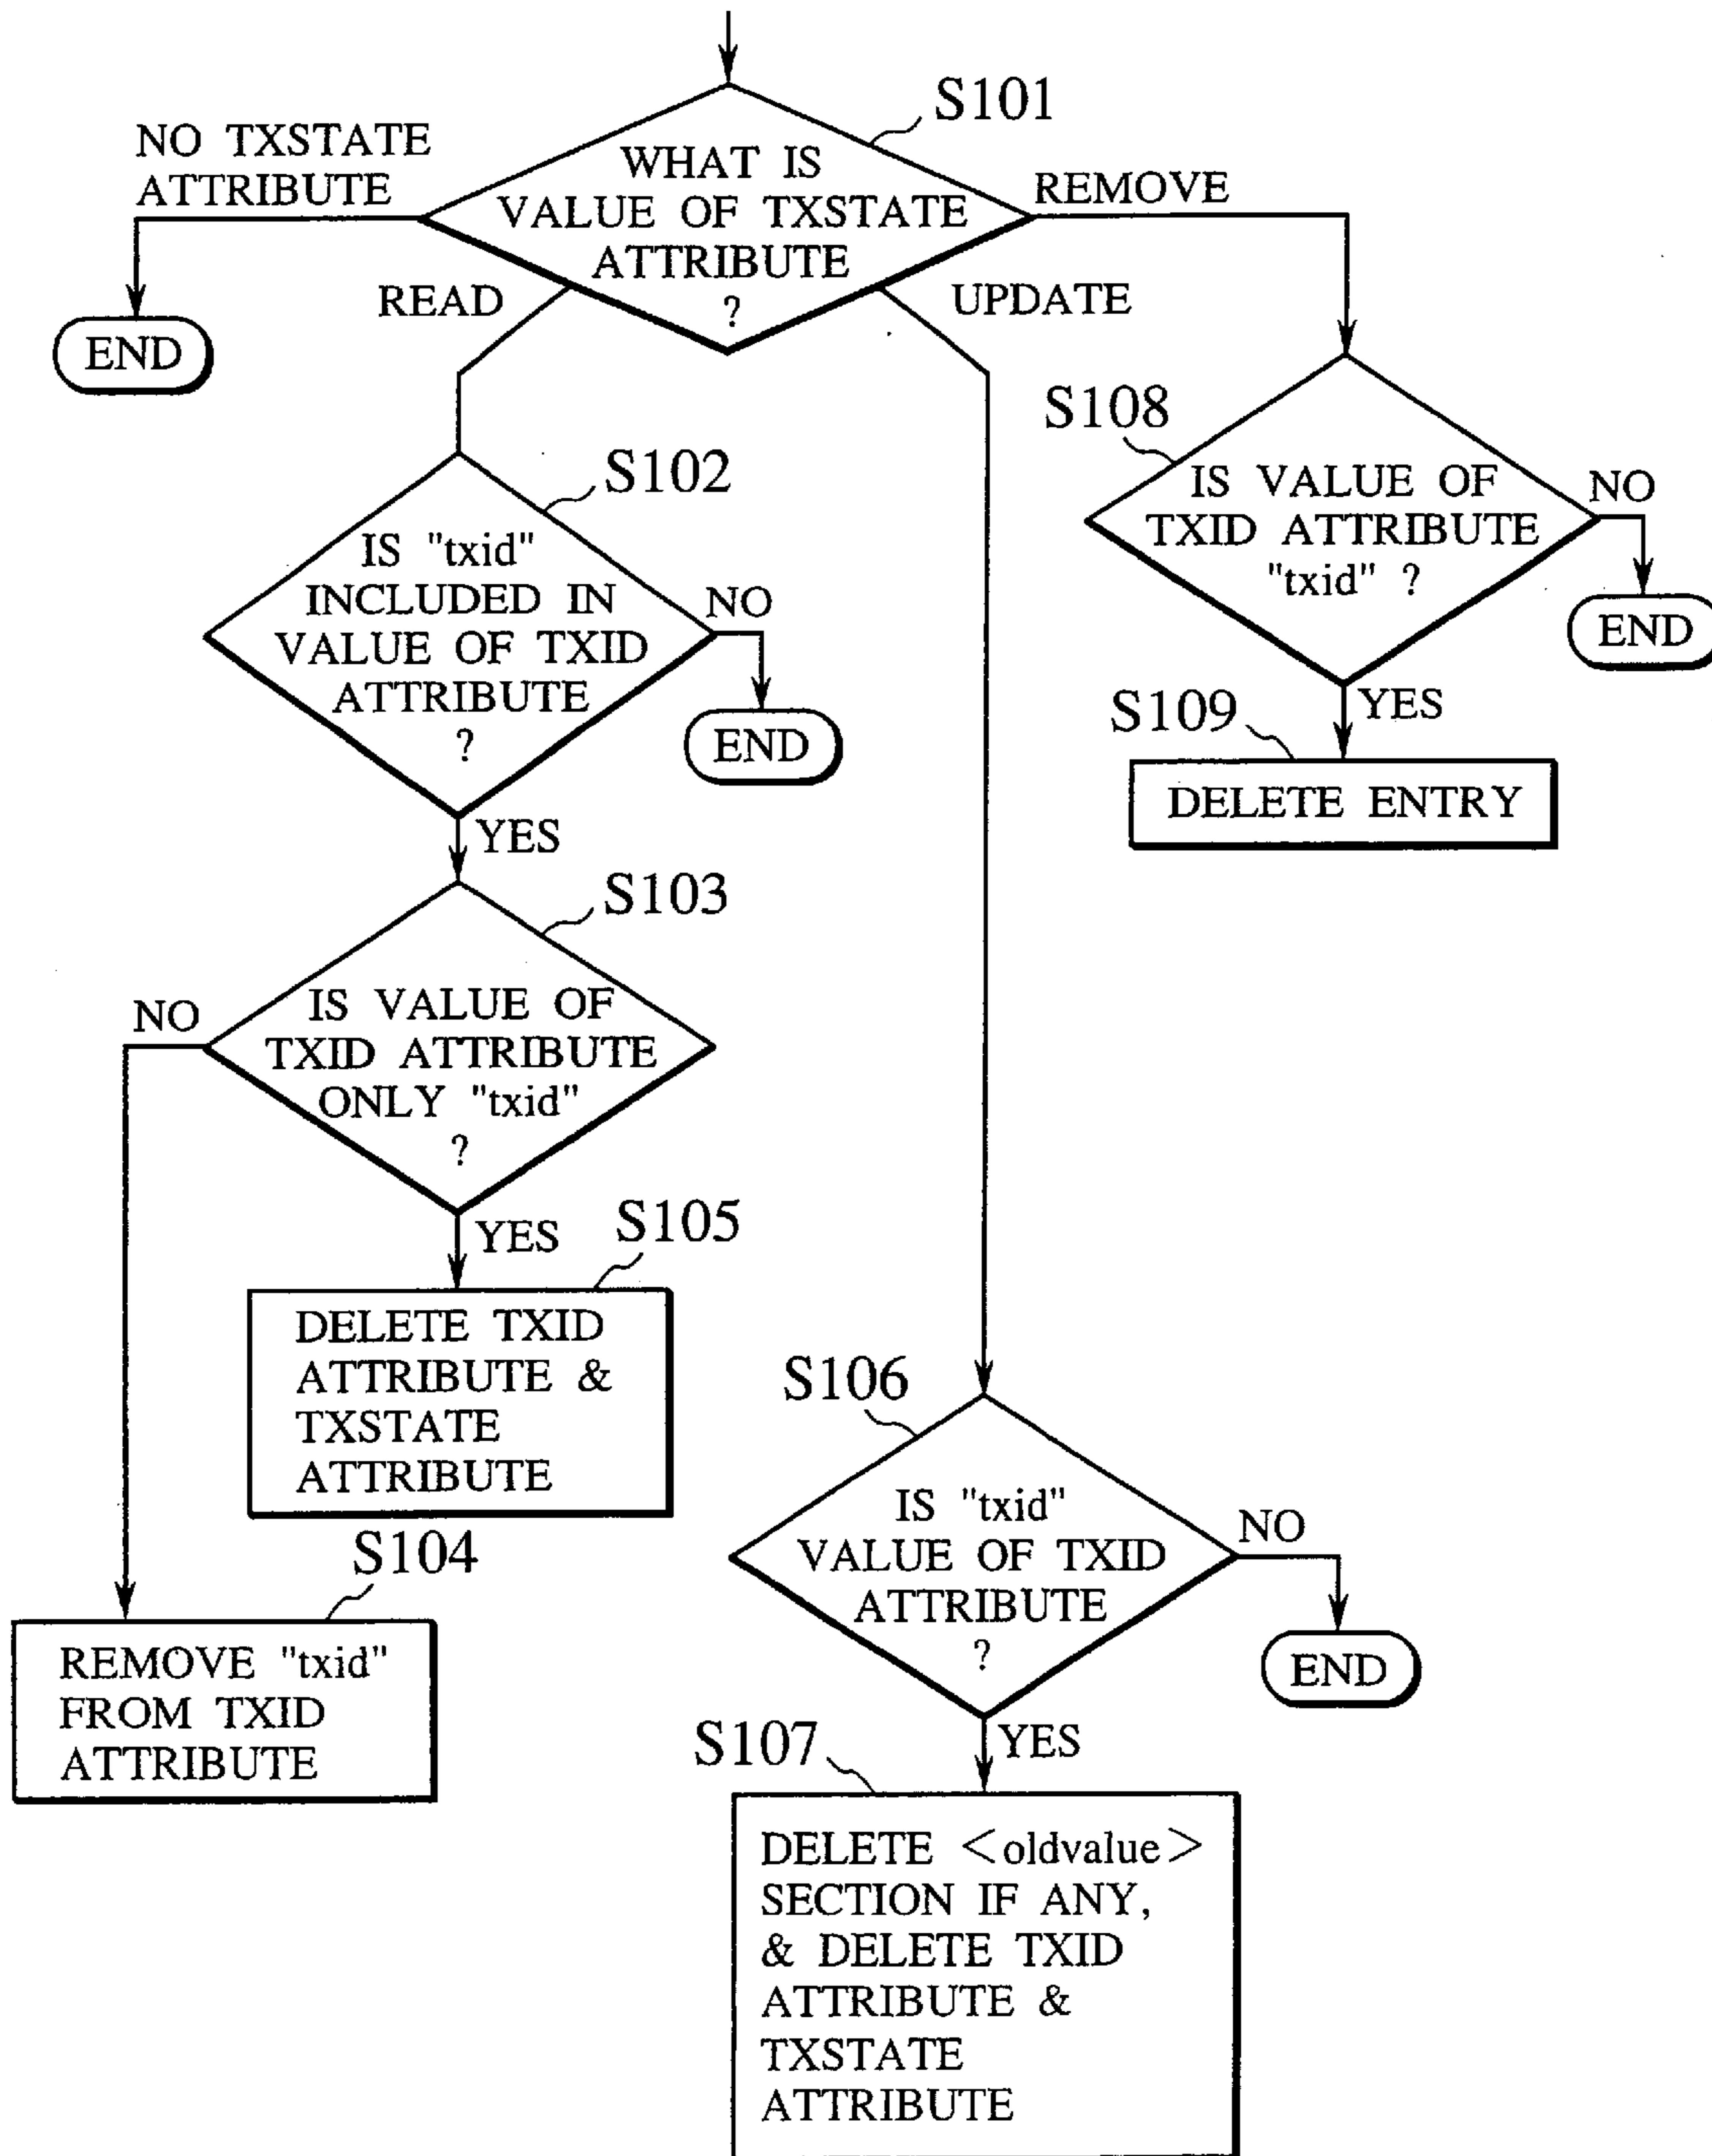 S101
WHAT IS
VALUE OF TXSTATE
ATTRIBUTE
?
NO TXSTATE
ATTRIBUTE
END
READ
UPDATE
REMOVE
S108
IS VALUE OF
TXID ATTRIBUTE
"txid" ?
NO
END
YES
S109
DELETE ENTRY
S102
IS "txid"
INCLUDED IN
VALUE OF TXID
ATTRIBUTE
?
NO
END
YES
S103
IS VALUE OF
TXID ATTRIBUTE
ONLY "txid"
?
NO
YES
S105
DELETE TXID
ATTRIBUTE &
TXSTATE
ATTRIBUTE
S104
REMOVE "txid"
FROM TXID
ATTRIBUTE
S106
IS "txid"
VALUE OF TXID
ATTRIBUTE
?
NO
END
YES
S107
DELETE <oldvalue>
SECTION IF ANY,
& DELETE TXID
ATTRIBUTE &
TXSTATE
ATTRIBUTE